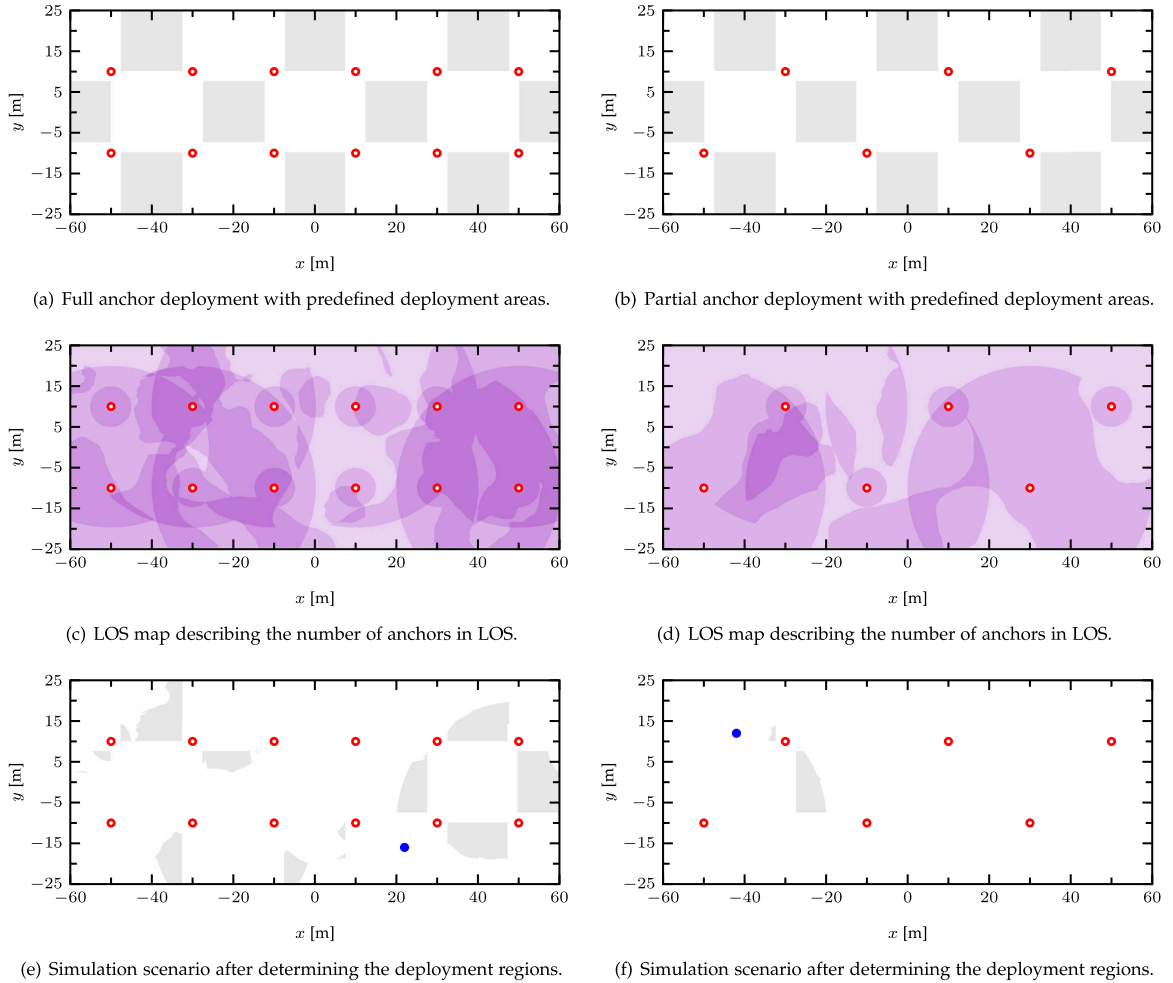 25
15
5
−5
−15
−25
y [m]
−60 −40 −20 0 20 40 60
x [m]
(a) Full anchor deployment with predefined deployment areas.
25
15
5
−5
−15
−25
y [m]
−60 −40 −20 0 20 40 60
x [m]
(b) Partial anchor deployment with predefined deployment areas.
25
15
5
−5
−15
−25
y [m]
−60 −40 −20 0 20 40 60
x [m]
(c) LOS map describing the number of anchors in LOS.
25
15
5
−5
−15
−25
y [m]
−60 −40 −20 0 20 40 60
x [m]
(d) LOS map describing the number of anchors in LOS.
25
15
5
−5
−15
−25
y [m]
−60 −40 −20 0 20 40 60
x [m]
(e) Simulation scenario after determining the deployment regions.
25
15
5
−5
−15
−25
y [m]
−60 −40 −20 0 20 40 60
x [m]
(f) Simulation scenario after determining the deployment regions.